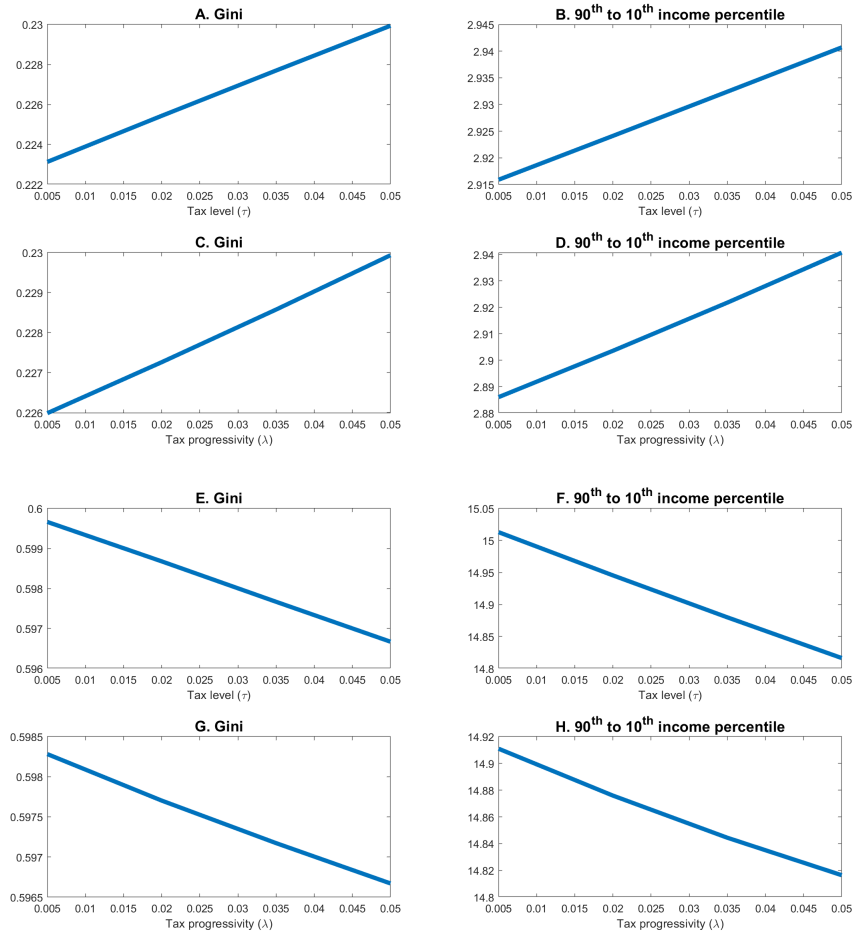 A. Gini
0.23
0.228
0.226
0.224
0.222
0.005 0.01 0.015 0.02 0.025 0.03 0.035 0.04 0.045 0.05
Tax level (τ)
B. 90th to 10th income percentile
2.945
2.94
2.935
2.93
2.925
2.92
2.915
0.005 0.01 0.015 0.02 0.025 0.03 0.035 0.04 0.045 0.05
Tax level (τ)
C. Gini
0.23
0.229
0.228
0.227
0.226
0.005 0.01 0.015 0.02 0.025 0.03 0.035 0.04 0.045 0.05
Tax progressivity (λ)
D. 90th to 10th income percentile
2.94
2.93
2.92
2.91
2.9
2.89
2.88
0.005 0.01 0.015 0.02 0.025 0.03 0.035 0.04 0.045 0.05
Tax progressivity (λ)
E. Gini
0.6
0.599
0.598
0.597
0.596
0.005 0.01 0.015 0.02 0.025 0.03 0.035 0.04 0.045 0.05
Tax level (τ)
F. 90th to 10th income percentile
15.05
15
14.95
14.9
14.85
14.8
0.005 0.01 0.015 0.02 0.025 0.03 0.035 0.04 0.045 0.05
Tax level (τ)
G. Gini
0.5985
0.598
0.5975
0.597
0.5965
0.005 0.01 0.015 0.02 0.025 0.03 0.035 0.04 0.045 0.05
Tax progressivity (λ)
H. 90th to 10th income percentile
14.92
14.9
14.88
14.86
14.84
14.82
14.8
0.005 0.01 0.015 0.02 0.025 0.03 0.035 0.04 0.045 0.05
Tax progressivity (λ)